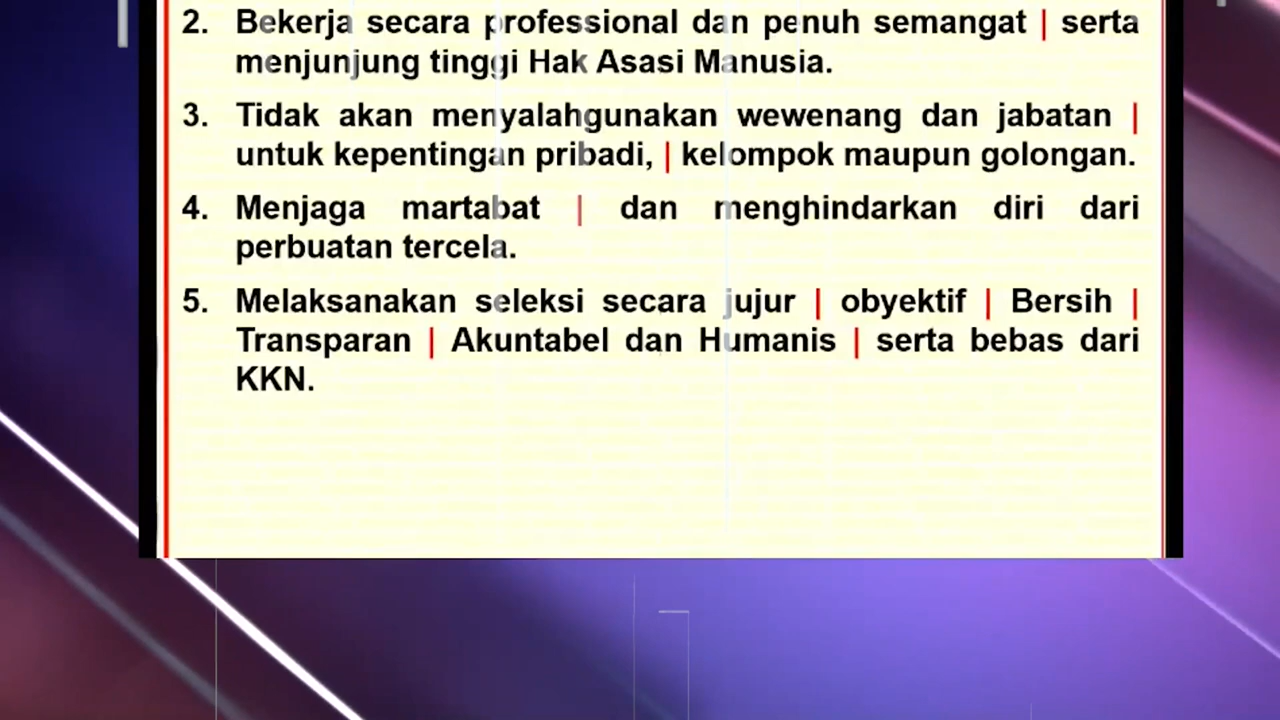 2. Bekerja secara professional dan penuh semangat | serta
menjunjung tinggi Hak Asasi Manusia.
3. Tidak akan menyalahgunakan wewenang dan jabatan |
untuk kepentingan pribadi, | kelompok maupun golongan.
4. Menjaga martabat | dan menghindarkan diri dari
perbuatan tercela.
5. Melaksanakan seleksi secara jujur | obyektif | Bersih |
Transparan | Akuntabel dan Humanis | serta bebas dari
KKN.